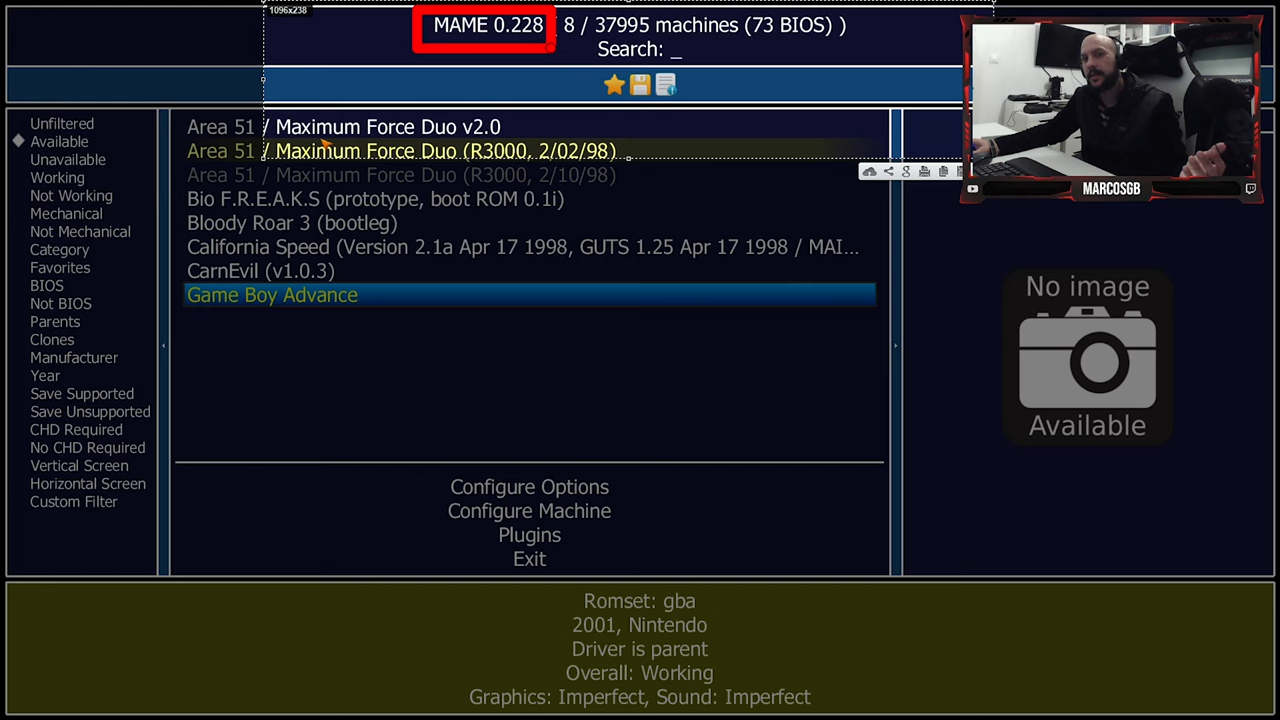 1096x238
MAME 0.228 ( 8 / 37995 machines (73 BIOS) )
Search: _
Unfiltered
Available
Unavailable
Working
Not Working
Mechanical
Not Mechanical
Category
Favorites
BIOS
Not BIOS
Parents
Clones
Manufacturer
Year
Save Supported
Save Unsupported
CHD Required
No CHD Required
Vertical Screen
Horizontal Screen
Custom Filter
Area 51 / Maximum Force Duo v2.0
Area 51 / Maximum Force Duo (R3000, 2/02/98)
Area 51 / Maximum Force Duo (R3000, 2/10/98)
Bio F.R.E.A.K.S (prototype, boot ROM 0.1i)
Bloody Roar 3 (bootleg)
California Speed (Version 2.1a Apr 17 1998, GUTS 1.25 Apr 17 1998 / MAI...
CarnEvil (v1.0.3)
Game Boy Advance
Configure Options
Configure Machine
Plugins
Exit
MARCOSGB
No image
Available
Romset: gba
2001, Nintendo
Driver is parent
Overall: Working
Graphics: Imperfect, Sound: Imperfect